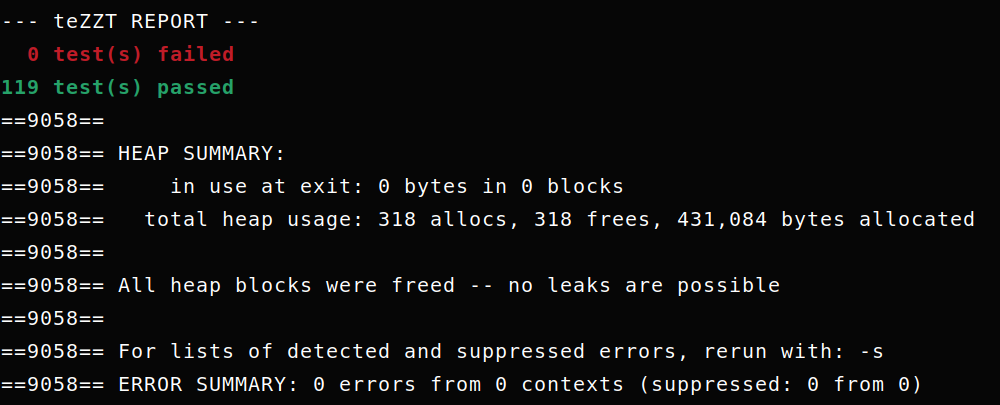 --- teZZT REPORT ---
  0 test(s) failed
119 test(s) passed
==9058==
==9058== HEAP SUMMARY:
==9058==     in use at exit: 0 bytes in 0 blocks
==9058==   total heap usage: 318 allocs, 318 frees, 431,084 bytes allocated
==9058==
==9058== All heap blocks were freed -- no leaks are possible
==9058==
==9058== For lists of detected and suppressed errors, rerun with: -s
==9058== ERROR SUMMARY: 0 errors from 0 contexts (suppressed: 0 from 0)